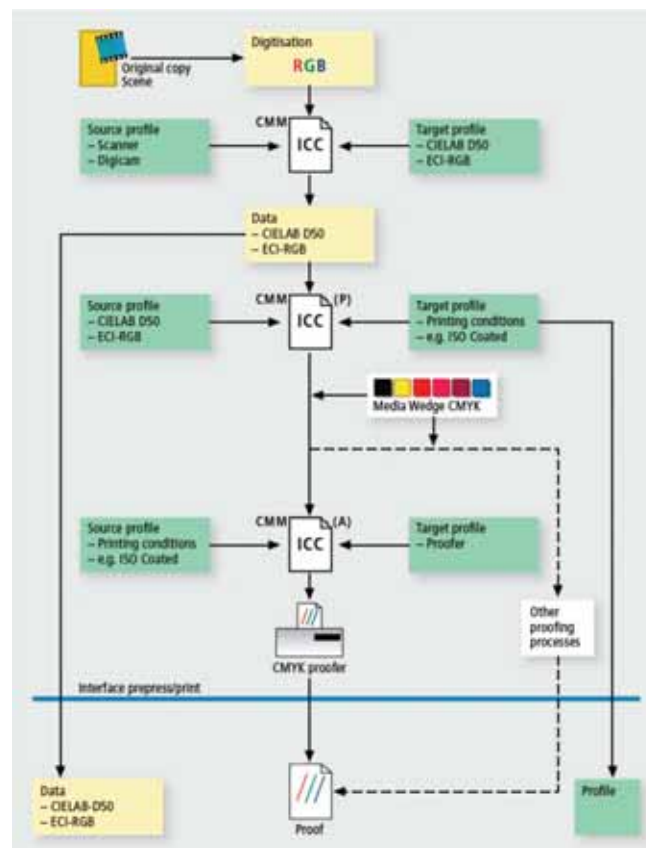 Digitisation
RGB
Original copy
Scene
CMM
ICC
Source profile
– Scanner
– Digicam
Target profile
– CIELAB D50
– ECI-RGB
Data
– CIELAB D50
– ECI-RGB
CMM
(P)
ICC
Source profile
– CIELAB D50
– ECI-RGB
Target profile
– Printing conditions
– e.g. ISO Coated
Media Wedge CMYK
CMM
(A)
ICC
Source profile
– Printing conditions
– e.g. ISO Coated
Target profile
– Proofer
Other
proofing
processes
CMYK proofer
Interface prepress/print
Data
– CIELAB-D50
– ECI-RGB
Proof
Profile